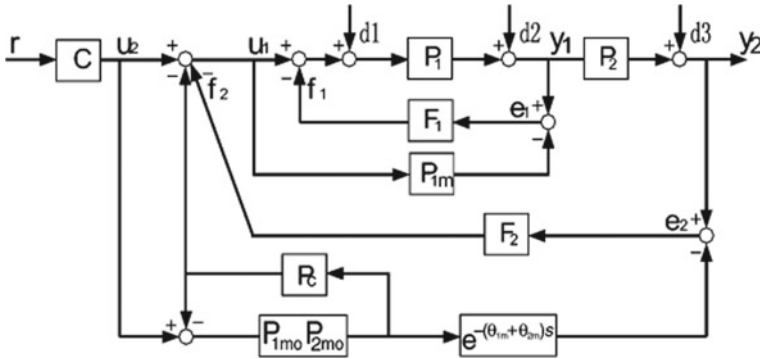 d1 d2 d3
r C u2 + u1 + + P1 + y1 P2 + y2
− − f2 − f1
F1 e1 + −
P1m
F2 e2 + −
Pc
+ − P1mo P2mo e^-(θ1m+θ2m)s